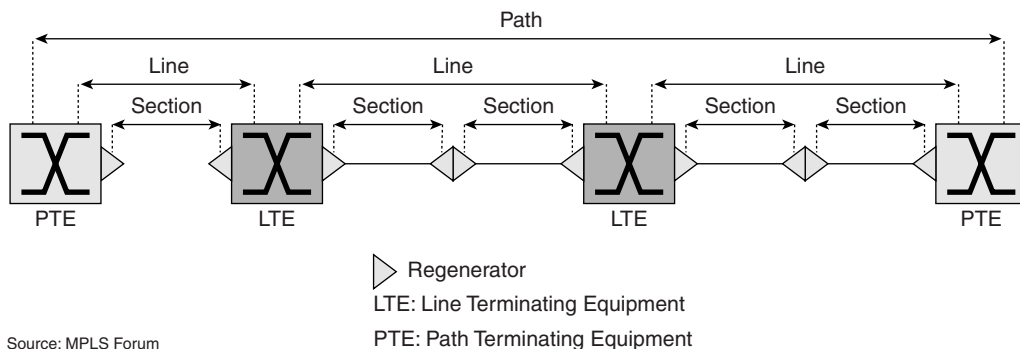 Path
Line Line Line
Section Section Section Section Section
PTE LTE LTE PTE
Regenerator
LTE: Line Terminating Equipment
PTE: Path Terminating Equipment
Source: MPLS Forum